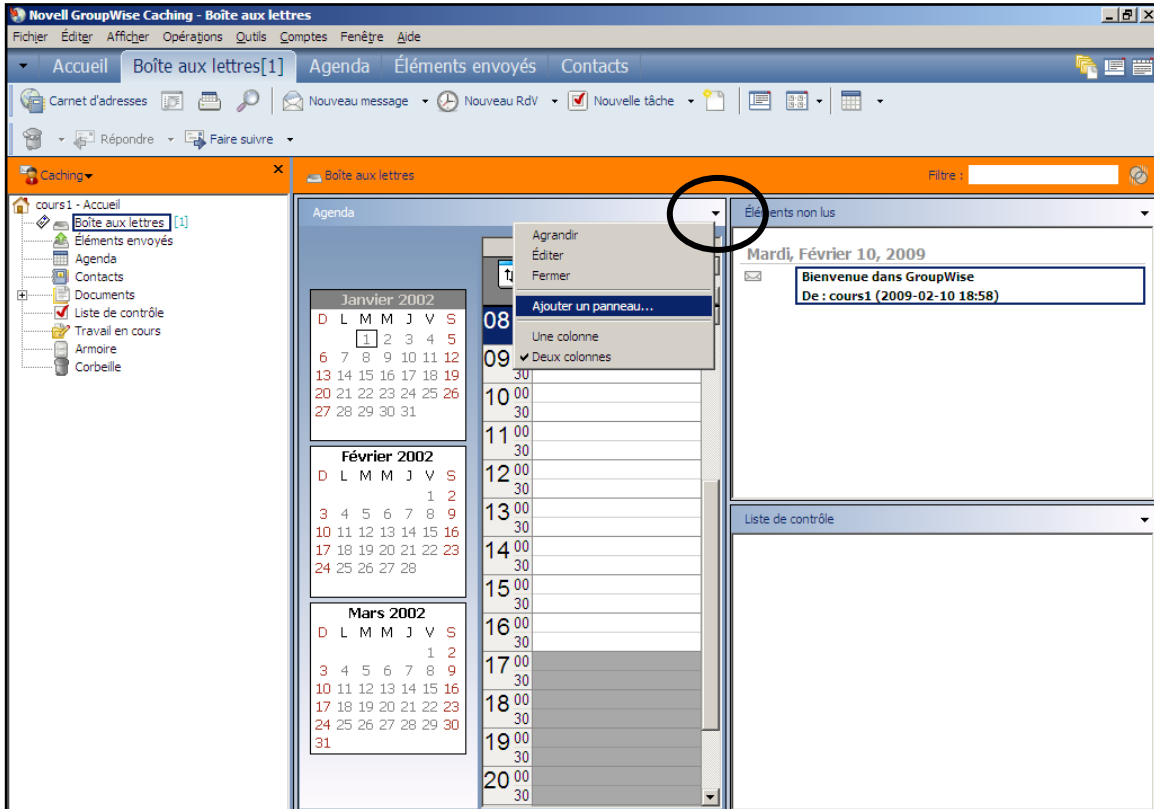 Novell GroupWise Caching - Boîte aux lettres
Fichier Éditer Afficher Opérations Outils Comptes Fenêtre Aide
Accueil Boîte aux lettres[1] Agenda Éléments envoyés Contacts
Carnet d'adresses Nouveau message Nouveau RdV Nouvelle tâche
Répondre Faire suivre
Caching
Boîte aux lettres
Filtre :
cours1 - Accueil
Boîte aux lettres [1]
Éléments envoyés
Agenda
Contacts
Documents
Liste de contrôle
Travail en cours
Armoire
Corbeille
Agenda
Agrandir
Éditer
Fermer
Ajouter un panneau...
Une colonne
Deux colonnes
Janvier 2002
D L M M J V S
1 2 3 4 5
6 7 8 9 10 11 12
13 14 15 16 17 18 19
20 21 22 23 24 25 26
27 28 29 30 31
Février 2002
D L M M J V S
1 2
3 4 5 6 7 8 9
10 11 12 13 14 15 16
17 18 19 20 21 22 23
24 25 26 27 28
Mars 2002
D L M M J V S
1 2
3 4 5 6 7 8 9
10 11 12 13 14 15 16
17 18 19 20 21 22 23
24 25 26 27 28 29 30
31
08
09
30
10 00
30
11 00
30
12 00
30
13 00
30
14 00
30
15 00
30
16 00
30
17 00
30
18 00
30
19 00
30
20 00
30
Éléments non lus
Mardi, Février 10, 2009
Bienvenue dans GroupWise
De : cours1 (2009-02-10 18:58)
Liste de contrôle